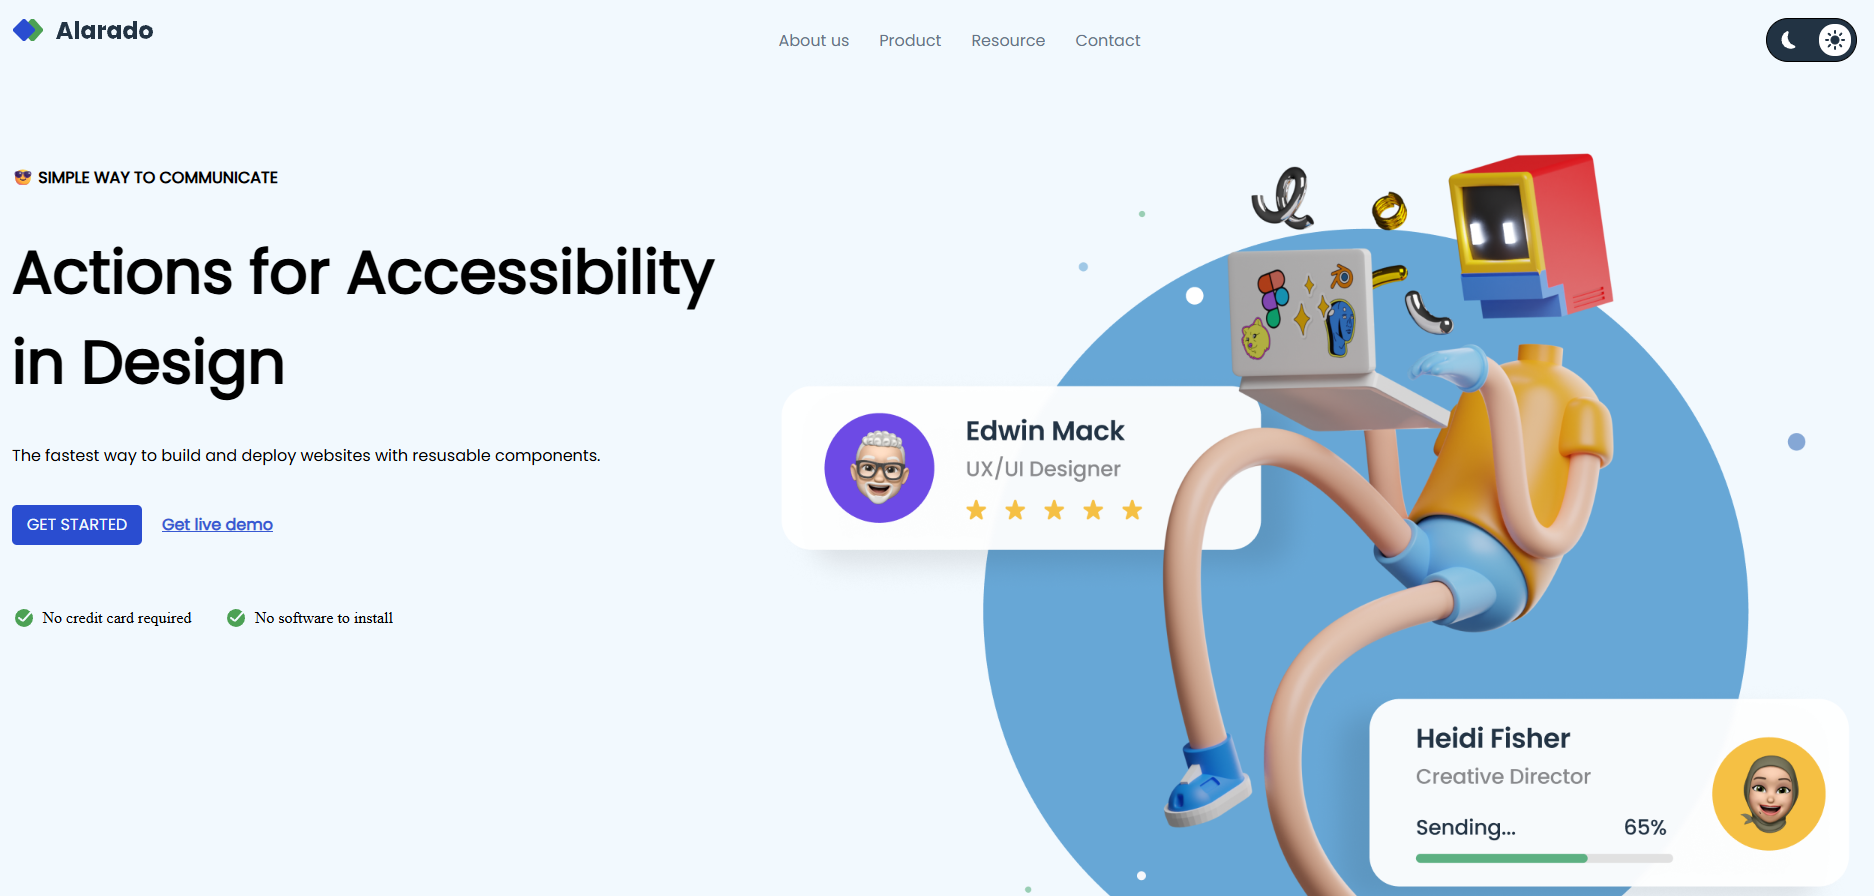 Alarado
About us Product Resource Contact
😎 SIMPLE WAY TO COMMUNICATE
Actions for Accessibility
in Design
The fastest way to build and deploy websites with resusable components.
GET STARTED Get live demo
No credit card required No software to install
Edwin Mack
UX/UI Designer
Heidi Fisher
Creative Director
Sending... 65%